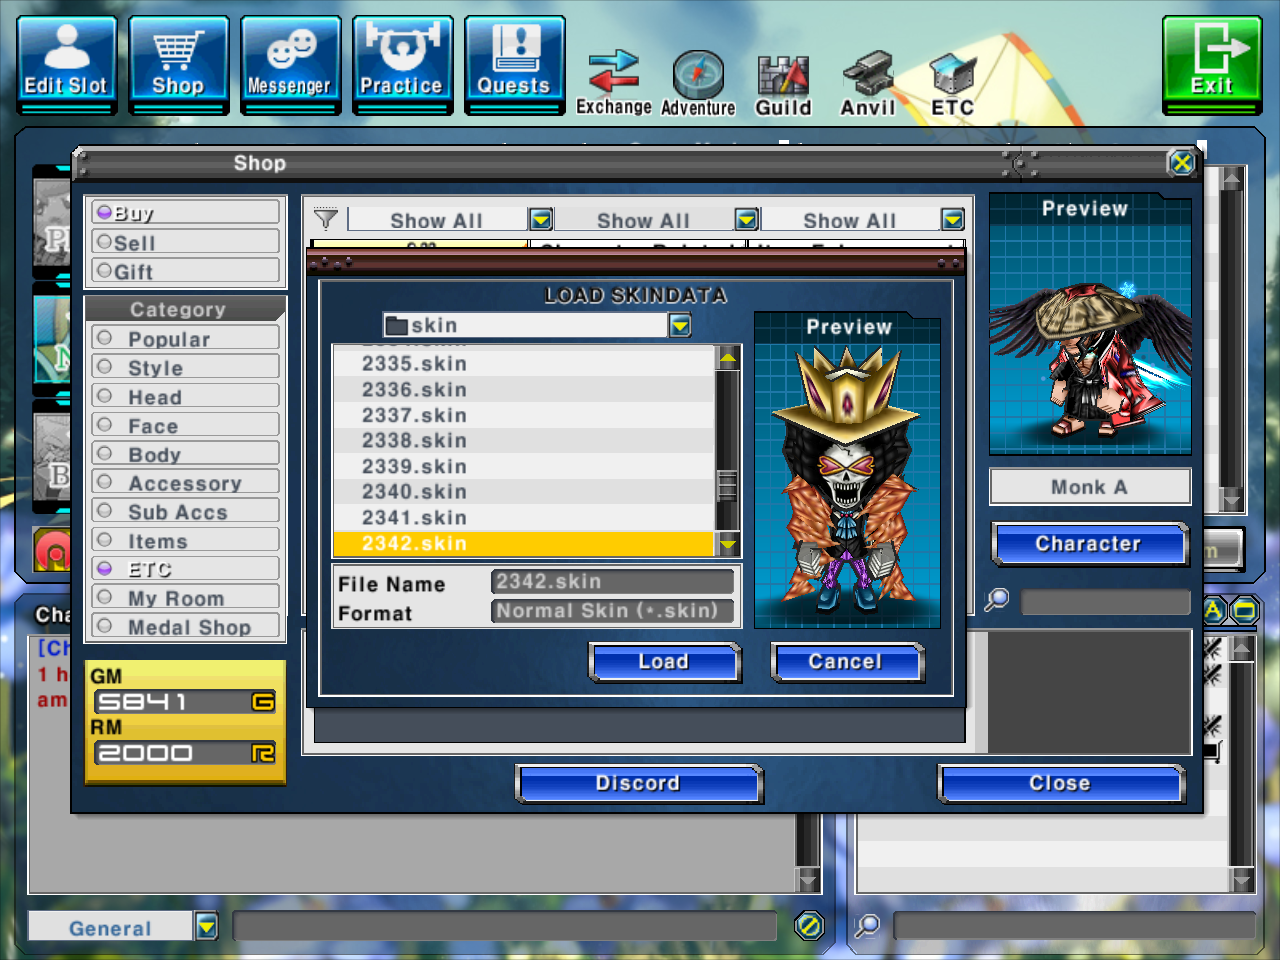 Edit Slot
Shop
Messenger
Practice
Quests
Exchange
Adventure
Guild
Anvil
ETC
Exit
Shop
Buy
Sell
Gift
Category
Popular
Style
Head
Face
Body
Accessory
Sub Accs
Items
ETC
My Room
Medal Shop
GM
5841 G
RM
2000 R
Show All
Show All
Show All
LOAD SKINDATA
skin
2335.skin
2336.skin
2337.skin
2338.skin
2339.skin
2340.skin
2341.skin
2342.skin
File Name
2342.skin
Format
Normal Skin (*.skin)
Preview
Load
Cancel
Preview
Monk A
Character
Discord
Close
Cha
[Ch
1 h
am
General
A